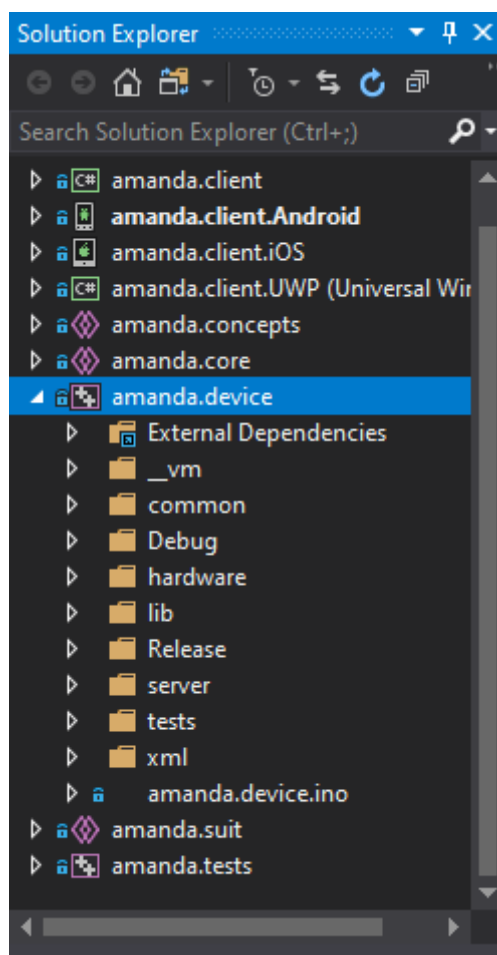 Solution Explorer
Search Solution Explorer (Ctrl+;)
C# amanda.client
amanda.client.Android
amanda.client.iOS
C# amanda.client.UWP (Universal Wir
amanda.concepts
amanda.core
amanda.device
External Dependencies
__vm
common
Debug
hardware
lib
Release
server
tests
xml
amanda.device.ino
amanda.suit
amanda.tests